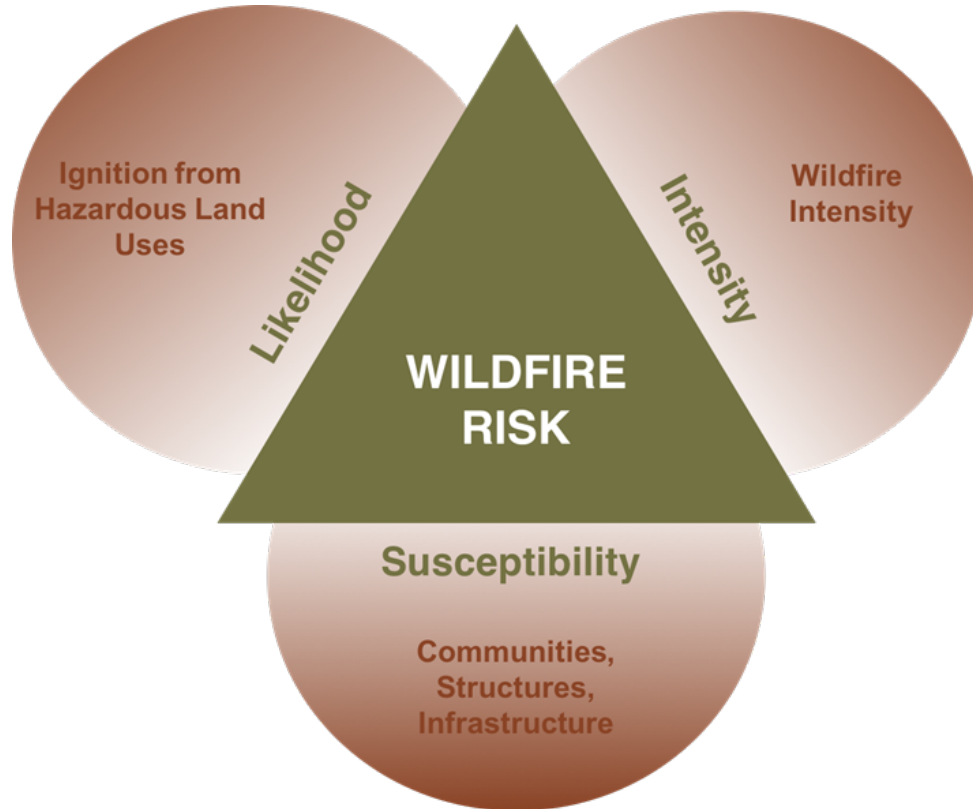 Ignition from
Hazardous Land
Uses
Likelihood
Wildfire
Intensity
Intensity
WILDFIRE
RISK
Susceptibility
Communities,
Structures,
Infrastructure